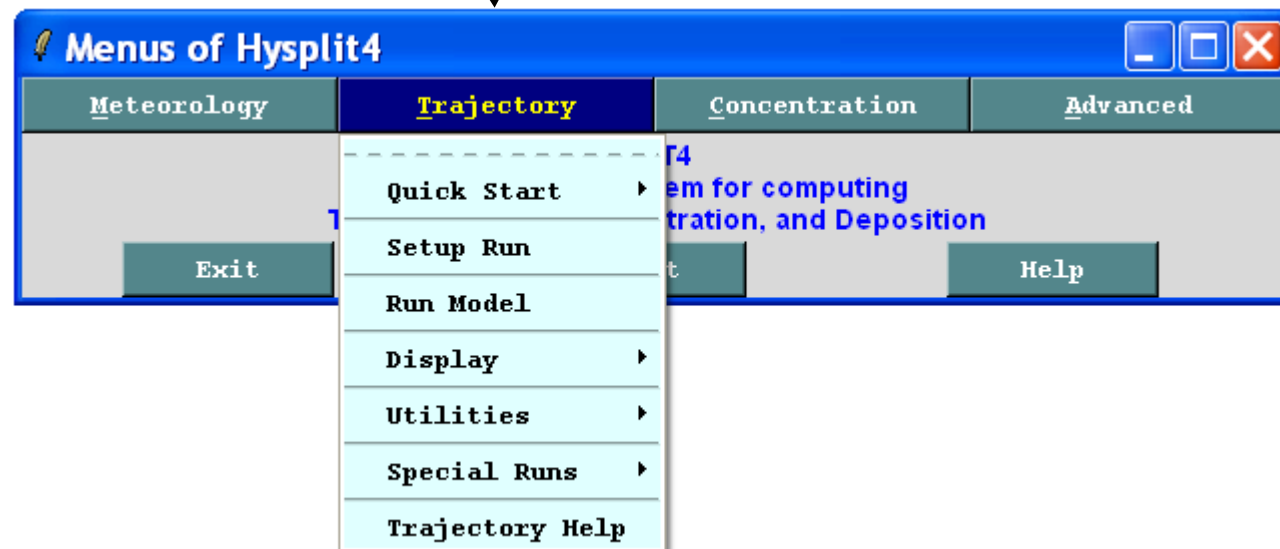 Menus of Hysplit4
Meteorology Trajectory Concentration Advanced
T4
em for computing
T tration, and Deposition
Exit t Help
Quick Start
Setup Run
Run Model
Display
Utilities
Special Runs
Trajectory Help